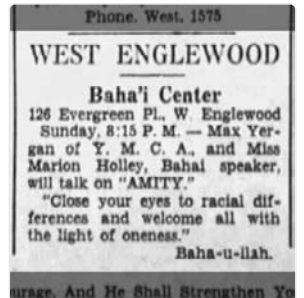 Phone. West. 1575
WEST ENGLEWOOD
Baha'i Center
126 Evergreen Pl., W. Englewood
Sunday, 8:15 P. M. — Max Yer-
gan of Y. M. C. A., and Miss
Marion Holley, Bahai speaker,
will talk on "AMITY."
"Close your eyes to racial dif-
ferences and welcome all with
the light of oneness."
Baha-u-llah.
urage, And He Shall Strengthen Yo